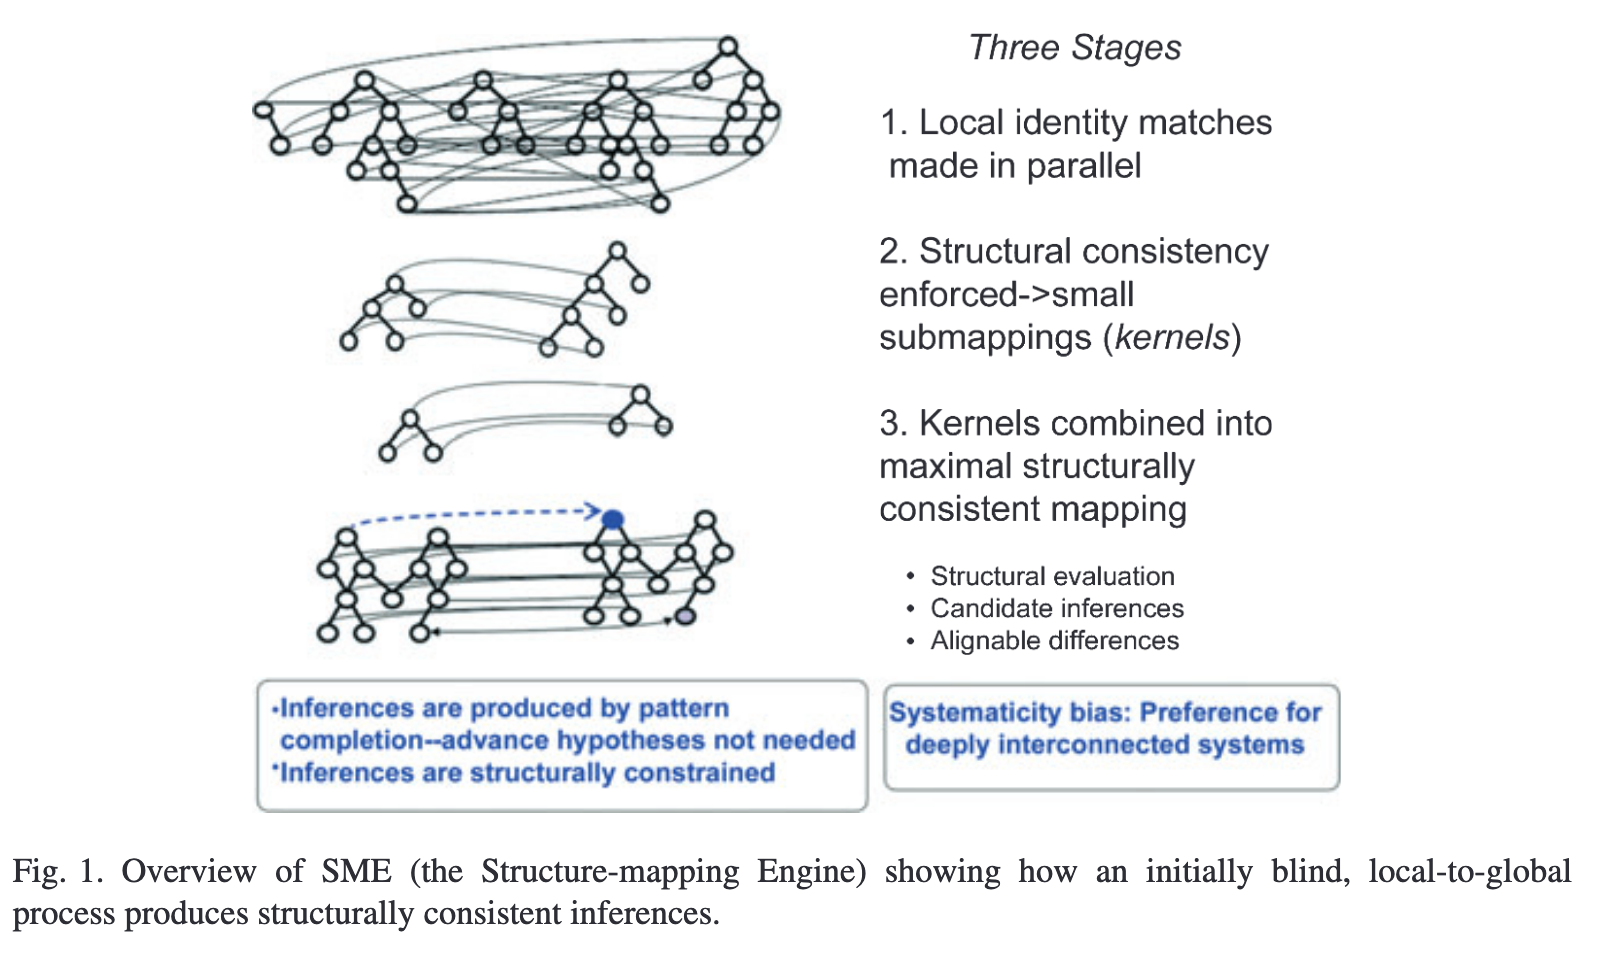 Three Stages
1. Local identity matches
made in parallel
2. Structural consistency
enforced->small
submappings (kernels)
3. Kernels combined into
maximal structurally
consistent mapping
• Structural evaluation
• Candidate inferences
• Alignable differences
•Inferences are produced by pattern
completion--advance hypotheses not needed
•Inferences are structurally constrained
Systematicity bias: Preference for
deeply interconnected systems
Fig. 1. Overview of SME (the Structure-mapping Engine) showing how an initially blind, local-to-global
process produces structurally consistent inferences.